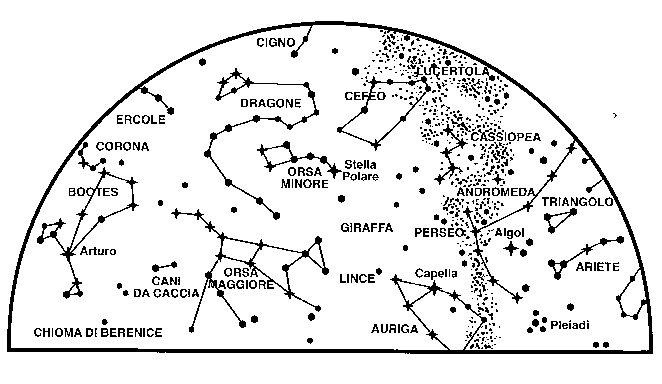 CIGNO
LUCERTOLA
DRAGONE
CEFEO
ERCOLE
CASSIOPEA
CORONA
ORSA
MINORE
Stella
Polare
BOOTES
ANDROMEDA
TRIANGOLO
GIRAFFA
PERSEO
Algol
Arturo
CANI
DA CACCIA
ORSA
MAGGIORE
LINCE
Capella
ARIETE
CHIOMA DI BERENICE
AURIGA
Pleiadi